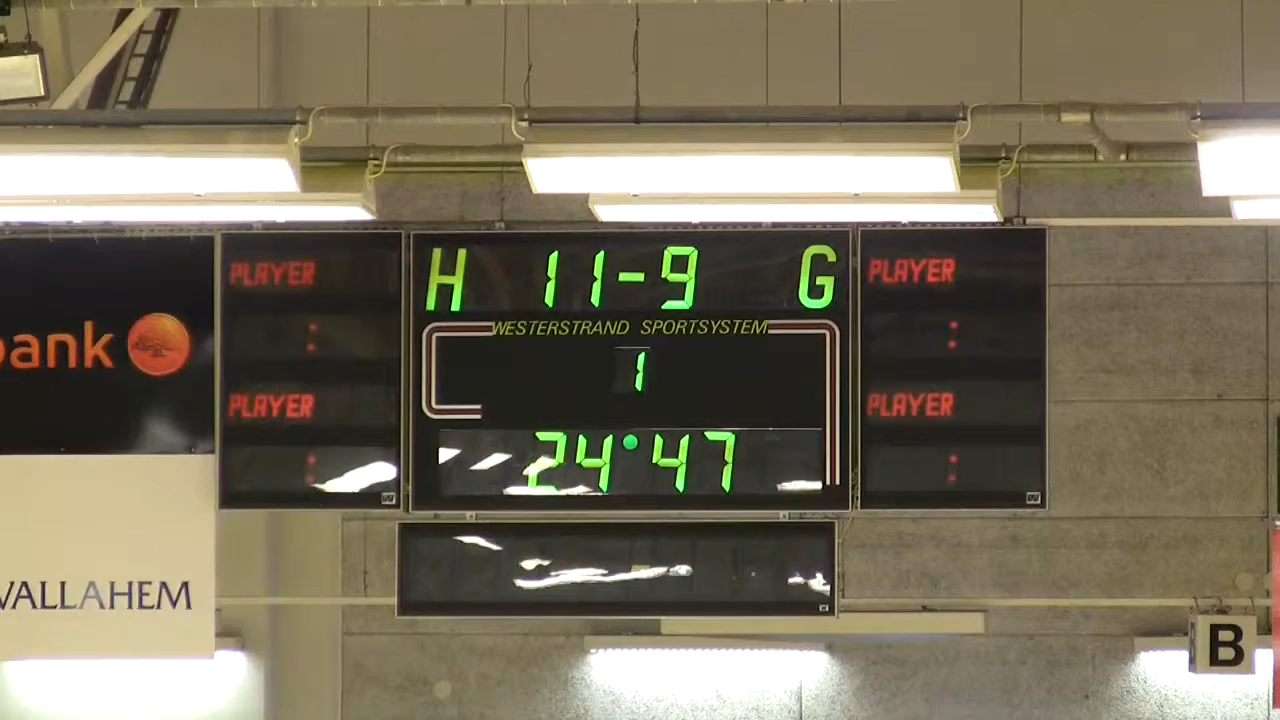 PLAYER
:
PLAYER
:
H 11-9 G
WESTERSTRAND SPORTSYSTEM
1
24:47
PLAYER
:
PLAYER
:
bank
VALLAHEM
B